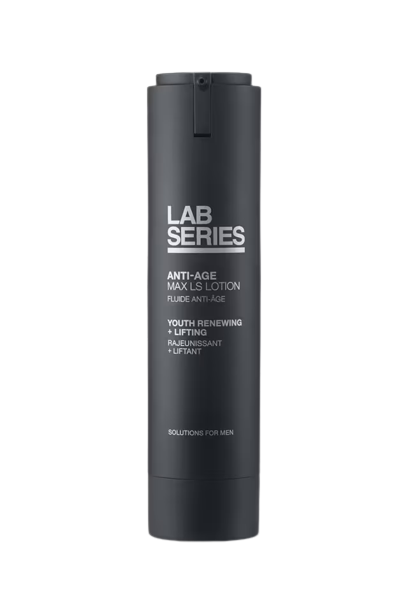 LAB
SERIES
ANTI-AGE
MAX LS LOTION
FLUIDE ANTI-ÂGE
YOUTH RENEWING
+ LIFTING
RAJEUNISSANT
+ LIFTANT
SOLUTIONS FOR MEN